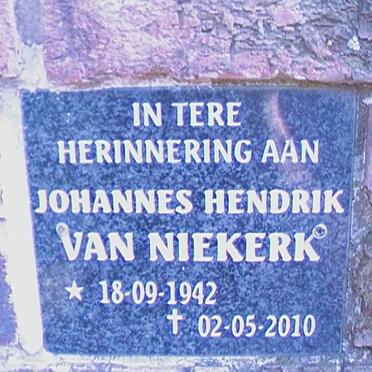 IN TERE
HERINNERING AAN
JOHANNES HENDRIK
VAN NIEKERK
★ 18-09-1942
✝ 02-05-2010